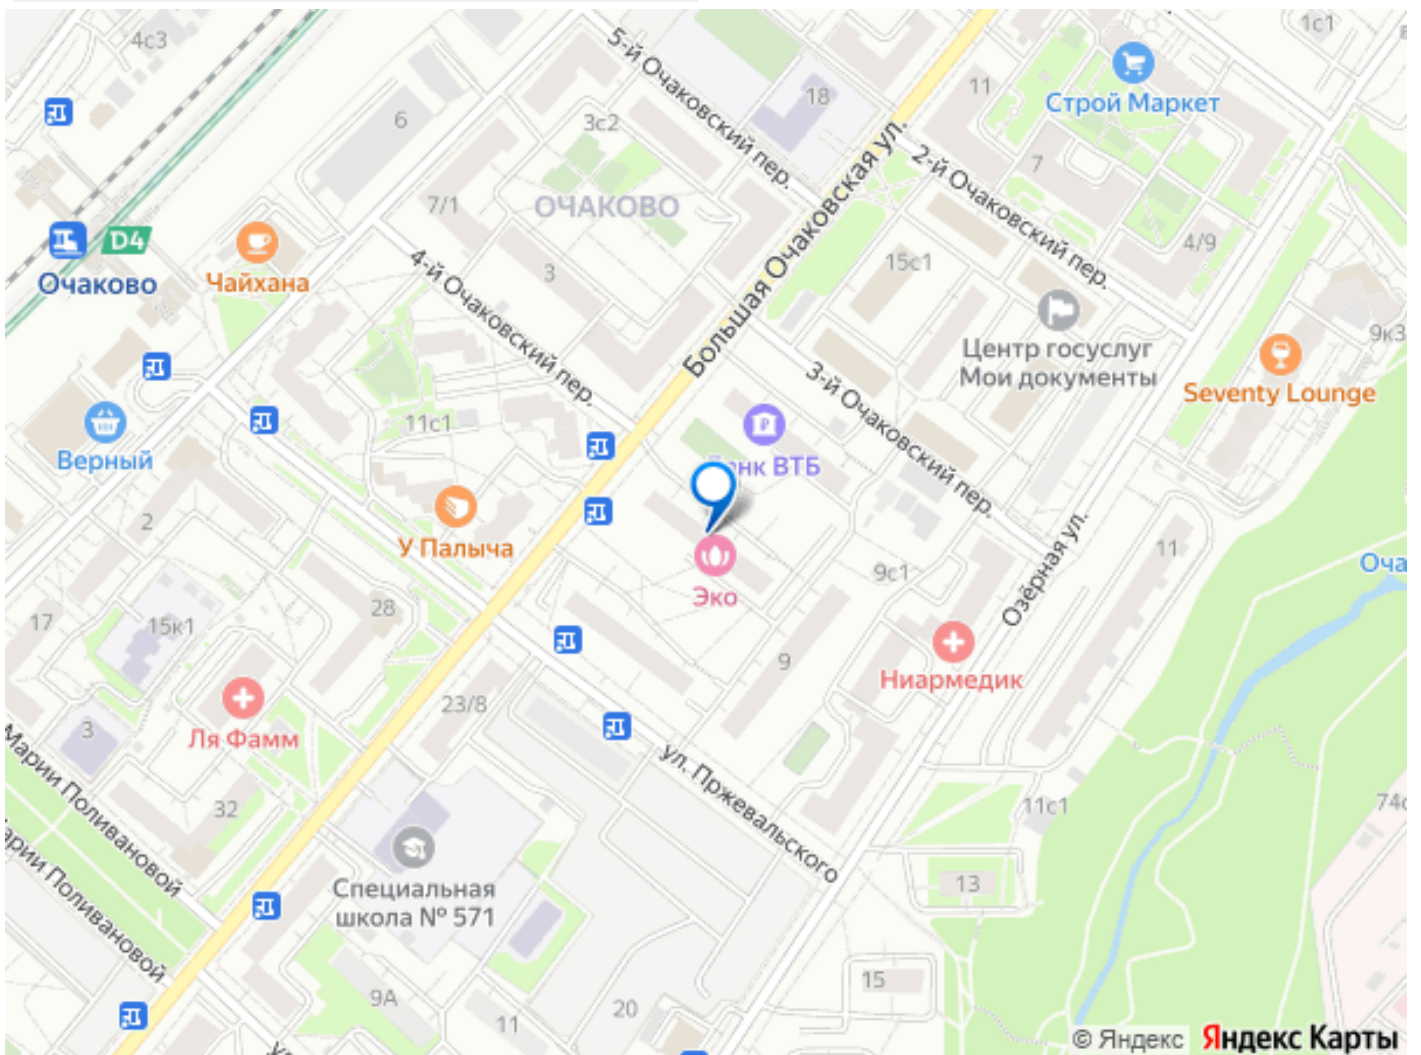 4с3
1с1
5-й Очаковский пер.
11
Строй Маркет
18
6
3с2
Большая Очаковская ул.
2-й Очаковский пер.
7
7/1
ОЧАКОВО
D4
Очаково
Чайхана
4/9
15с1
4-й Очаковский пер.
3
Центр госуслуг
Мои документы
9к3
Seventy Lounge
3-й Очаковский пер.
11с1
Верный
нк ВТБ
2
У Палыча
11
Озёрная ул.
Оча
9с1
Эко
28
17
15к1
9
Ниармедик
23/8
3
Ля Фамм
ул. Пржевальского
Марии Поливановой
32
11с1
74с
арии Поливановой
Специальная
школа № 571
13
9А
11
20
15
© Яндекс
Яндекс Карты